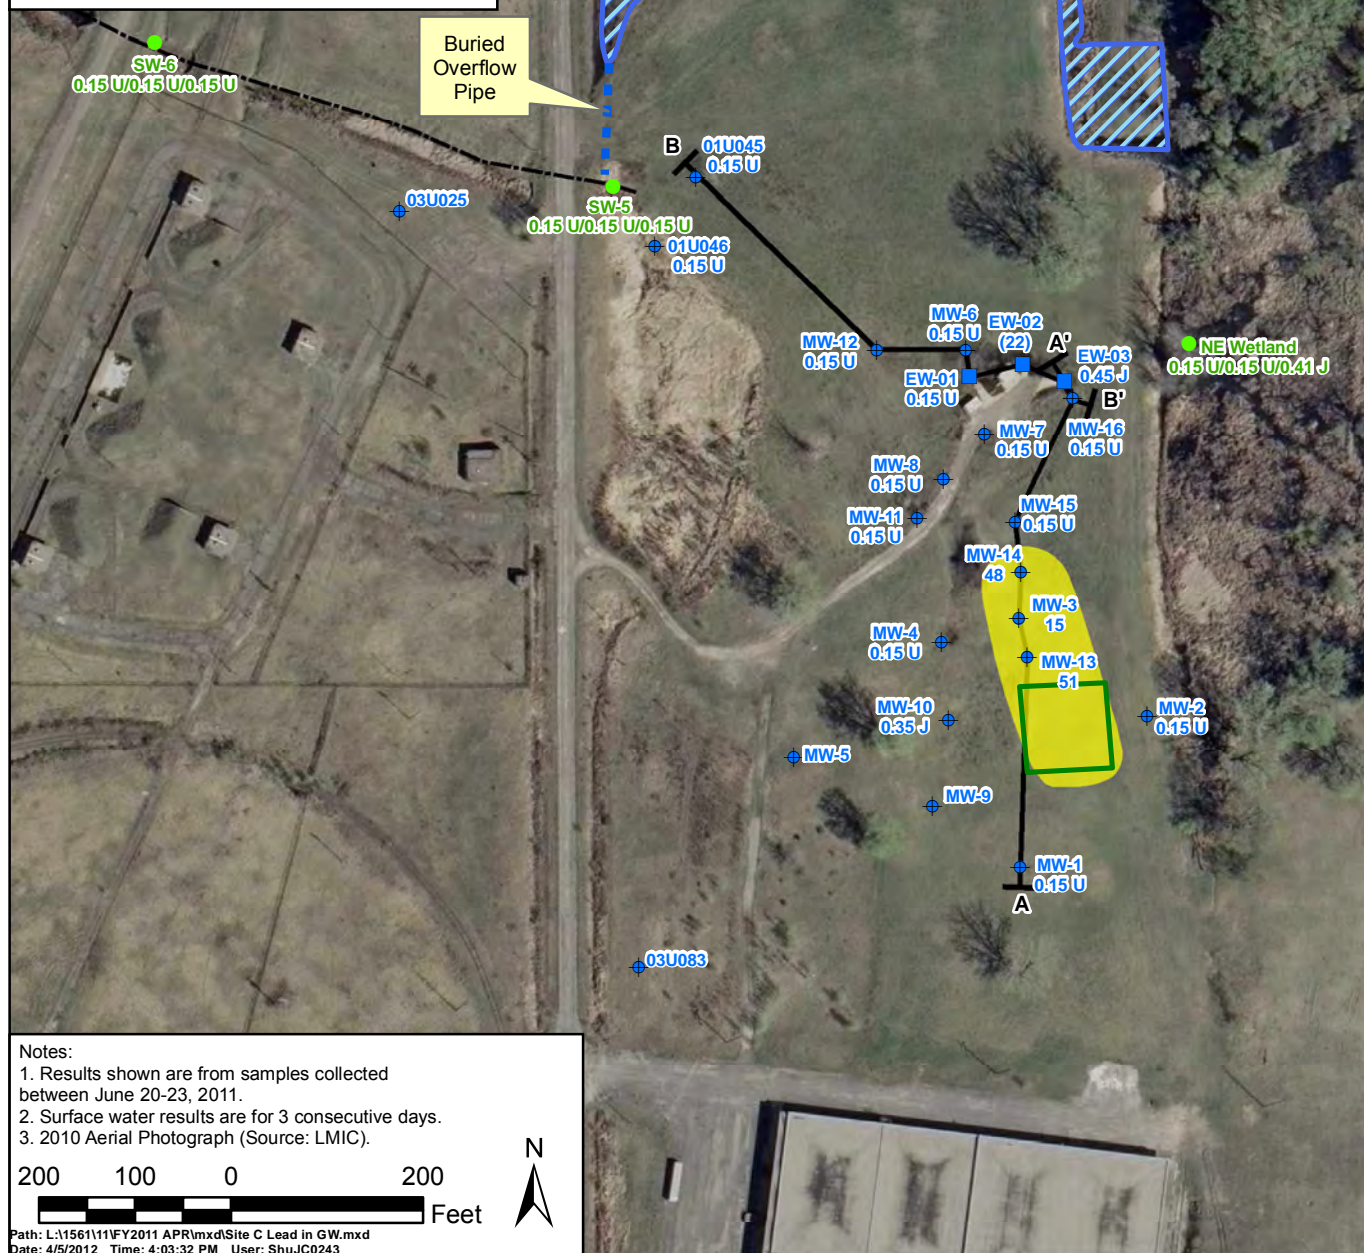 Buried
Overflow
Pipe
SW-6
0.15 U/0.15 U/0.15 U
B
01U045
0.15 U
03U025
SW-5
0.15 U/0.15 U/0.15 U
01U046
0.15 U
MW-12
0.15 U
MW-6
0.15 U
EW-02
(22)
A'
EW-03
0.45 J
NE Wetland
0.15 U/0.15 U/0.41 J
EW-01
0.15 U
B'
MW-16
0.15 U
MW-7
0.15 U
MW-8
0.15 U
MW-11
0.15 U
MW-15
0.15 U
MW-14
48
MW-3
15
MW-4
0.15 U
MW-13
51
MW-10
0.35 J
MW-2
0.15 U
MW-5
MW-9
MW-1
0.15 U
A
03U083
Notes:
1. Results shown are from samples collected
between June 20-23, 2011.
2. Surface water results are for 3 consecutive days.
3. 2010 Aerial Photograph (Source: LMIC).
N
200 100 0 200
Feet
Path: L:\1561\11\FY2011 APR\mxd\Site C Lead in GW.mxd
Date: 4/5/2012 Time: 4:03:32 PM User: ShuJC0243